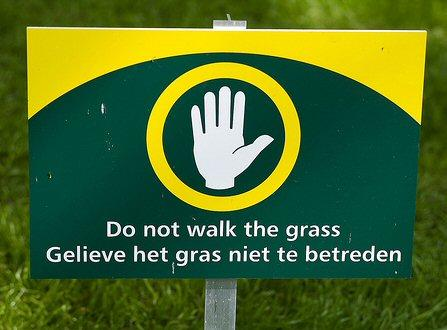 Do not walk the grass
Gelieve het gras niet te betreden